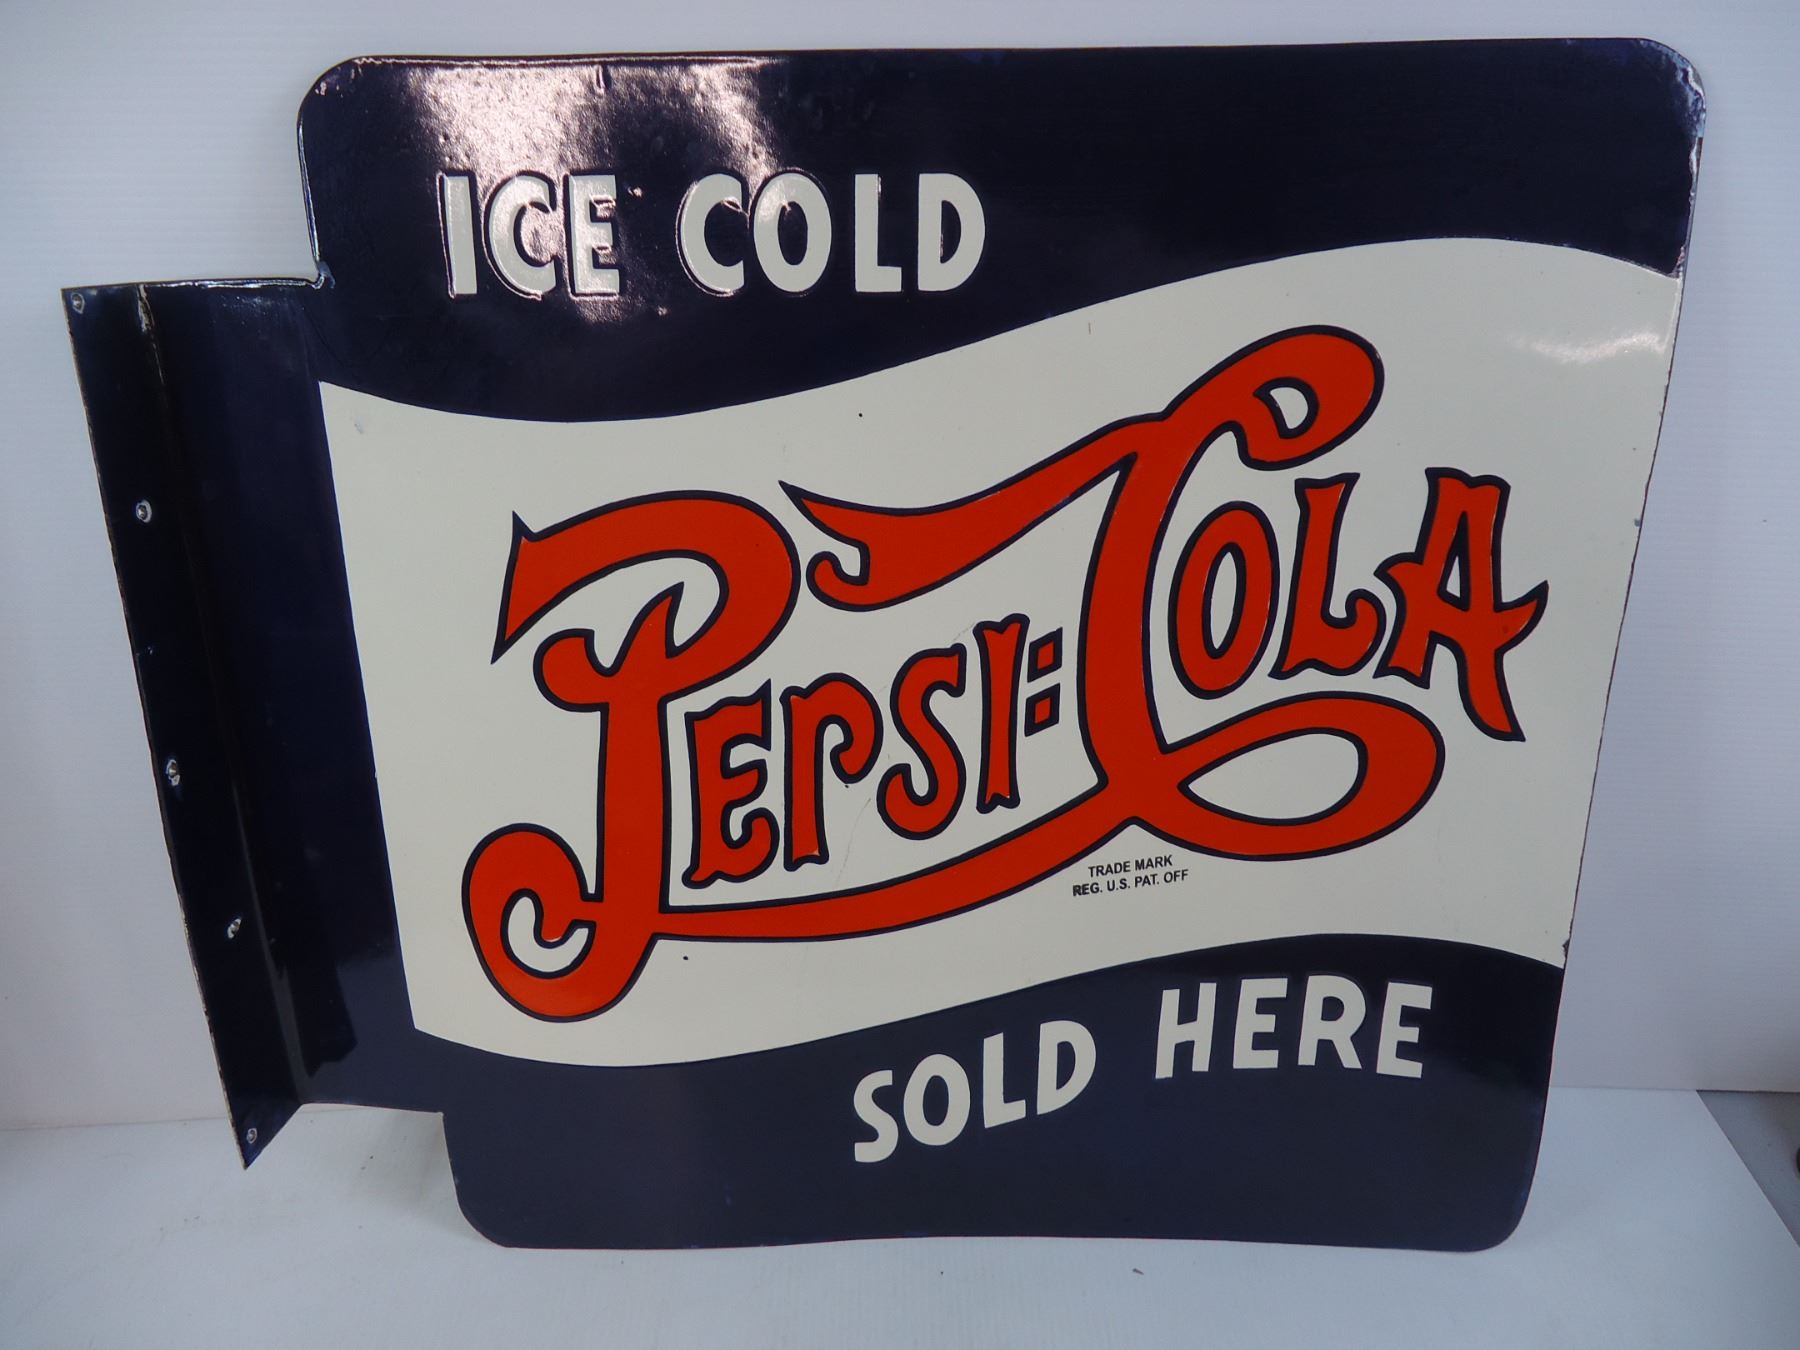 ICE COLD
PEPSI:COLA
TRADE MARK
REG. U.S. PAT. OFF
SOLD HERE